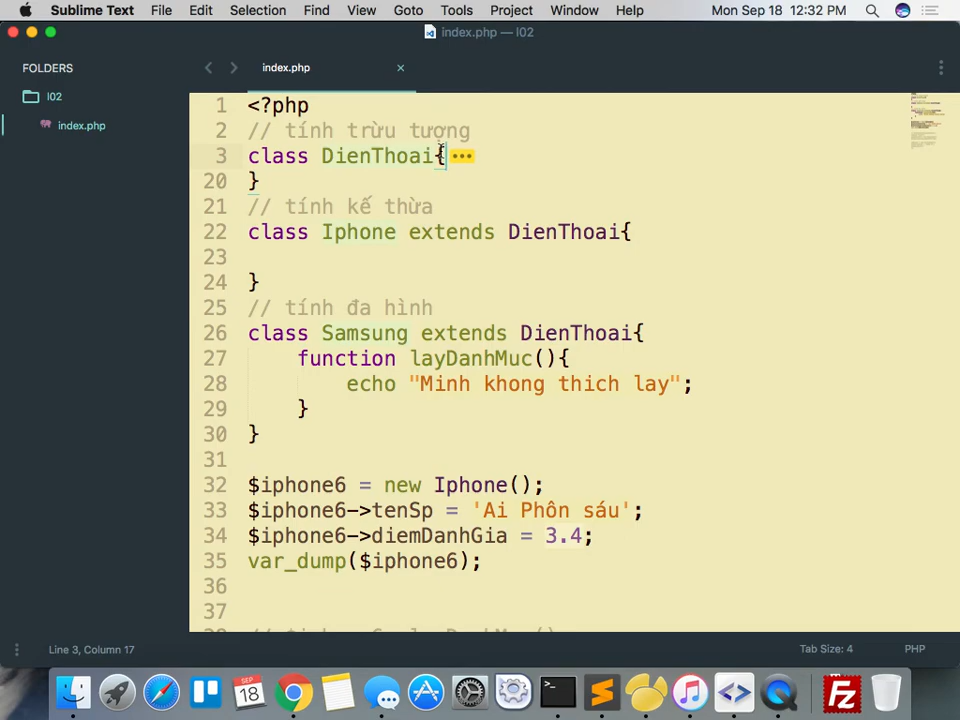 Sublime Text File Edit Selection Find View Goto Tools Project Window Help Mon Sep 18 12:32 PM
index.php — l02
FOLDERS
l02
index.php
index.php ×
1 <?php
2 // tính trừu tượng
3 class DienThoai{
20 }
21 // tính kế thừa
22 class Iphone extends DienThoai{
23
24 }
25 // tính đa hình
26 class Samsung extends DienThoai{
27 function layDanhMuc(){
28 echo "Minh khong thich lay";
29 }
30 }
31
32 $iphone6 = new Iphone();
33 $iphone6->tenSp = 'Ai Phôn sáu';
34 $iphone6->diemDanhGia = 3.4;
35 var_dump($iphone6);
36
37
Line 3, Column 17 Tab Size: 4 PHP
SEP
18
Fz